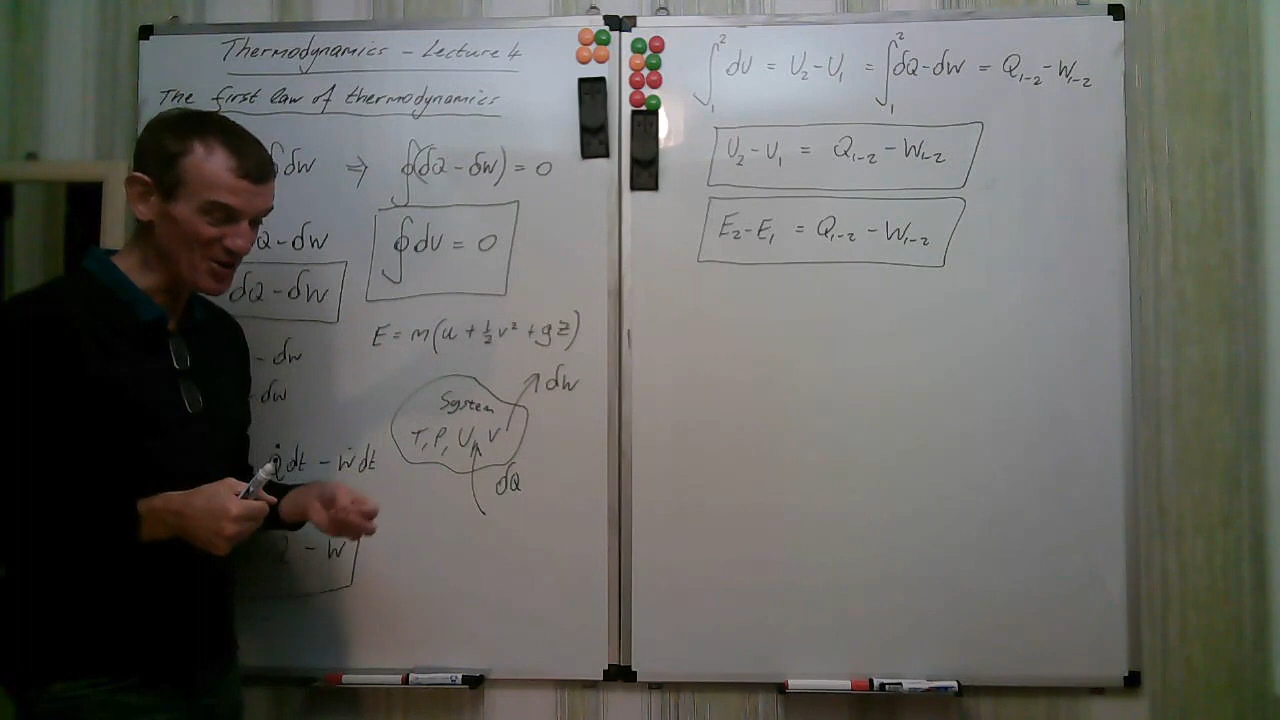 Thermodynamics - Lecture 4
The first law of thermodynamics
∮δW ⇒ ∮(δQ - δW) = 0
Q - δW
∮dU = 0
δQ - δW
E = m(u + ½v² + gz)
- δW
δW
System
T, P, U, V
δW
δQ
Q̇dt - Ẇdt
- Ẇ
∫₁² dU = U₂ - U₁ = ∫₁² δQ - δW = Q₁₋₂ - W₁₋₂
U₂ - U₁ = Q₁₋₂ - W₁₋₂
E₂ - E₁ = Q₁₋₂ - W₁₋₂